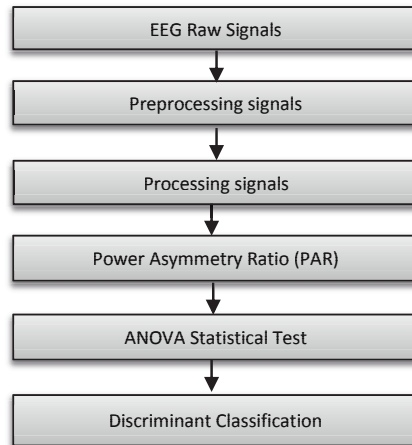 EEG Raw Signals
Preprocessing signals
Processing signals
Power Asymmetry Ratio (PAR)
ANOVA Statistical Test
Discriminant Classification